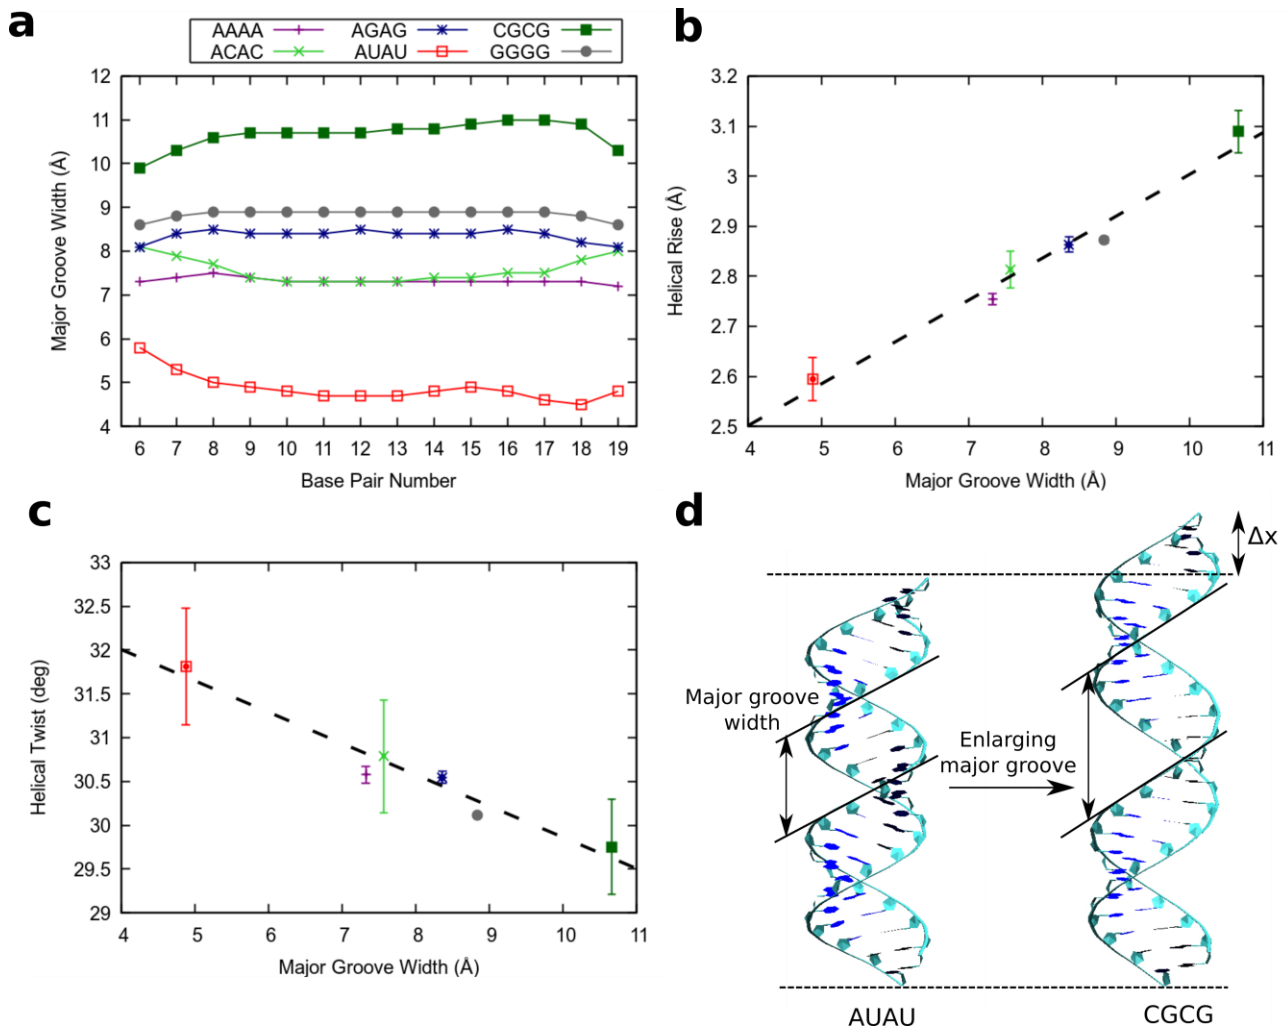 a
AAAA AGAG CGCG
ACAC AUAU GGGG
12
11
10
9
8
7
6
5
4
Major Groove Width (Å)
6 7 8 9 10 11 12 13 14 15 16 17 18 19
Base Pair Number
b
3.2
3.1
3
2.9
2.8
2.7
2.6
2.5
Helical Rise (Å)
4 5 6 7 8 9 10 11
Major Groove Width (Å)
c
33
32.5
32
31.5
31
30.5
30
29.5
29
Helical Twist (deg)
4 5 6 7 8 9 10 11
Major Groove Width (Å)
d
Δx
Major groove
width
Enlarging
major groove
AUAU CGCG